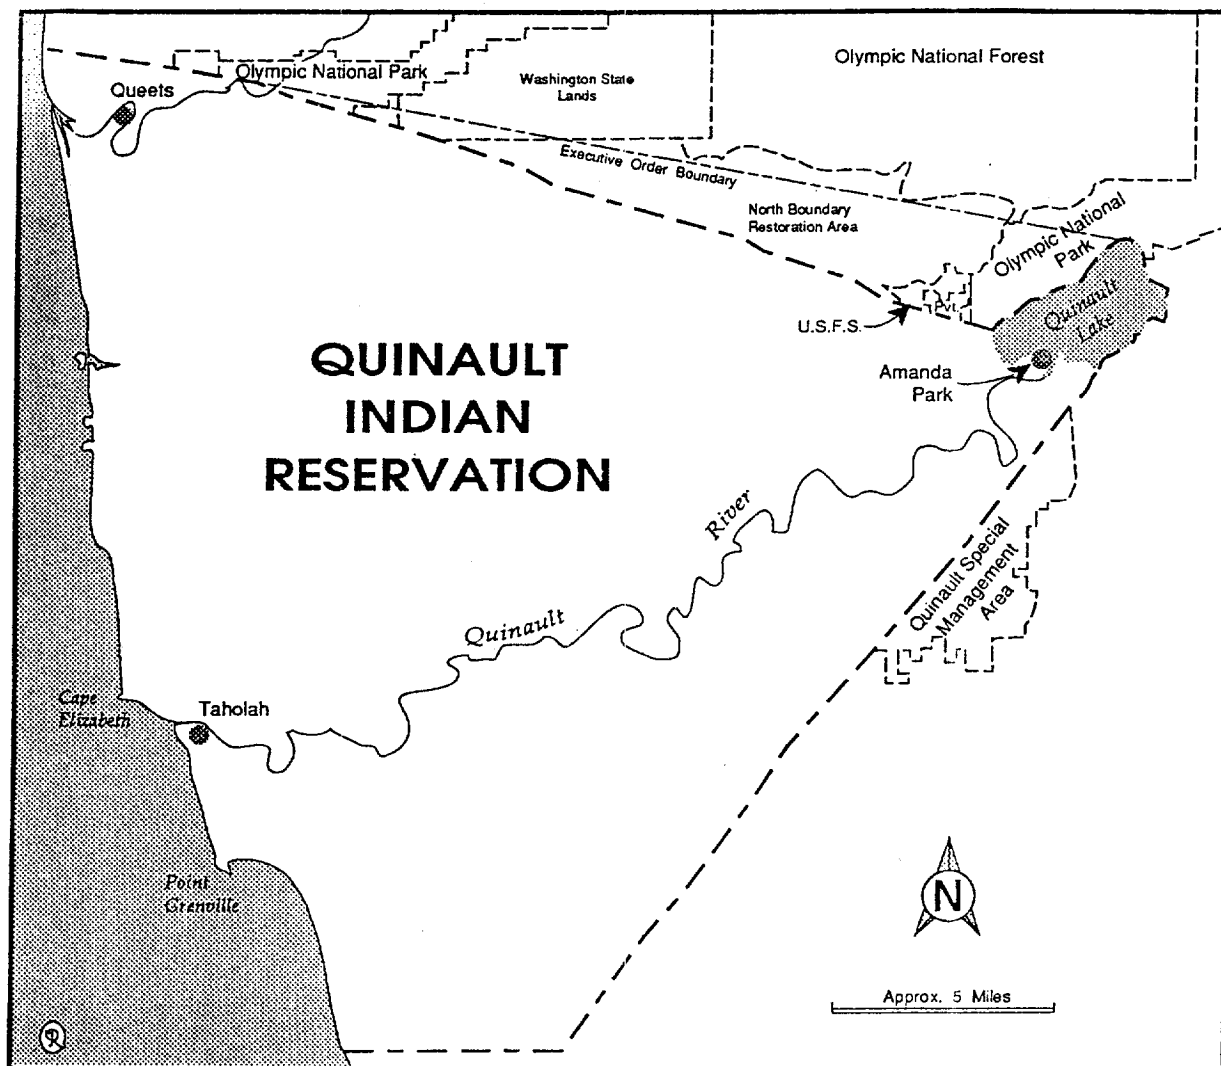 Olympic National Park
Queets
Washington State
Lands
Olympic National Forest
Executive Order Boundary
North Boundary
Restoration Area
Olympic National
Park
Pvt.
U.S.F.S.
Quinault
Lake
Amanda
Park
QUINAULT
INDIAN
RESERVATION
River
Quinault
Quinault Special
Management
Area
Cape
Elizabeth
Taholah
Point
Grenville
N
Approx. 5 Miles